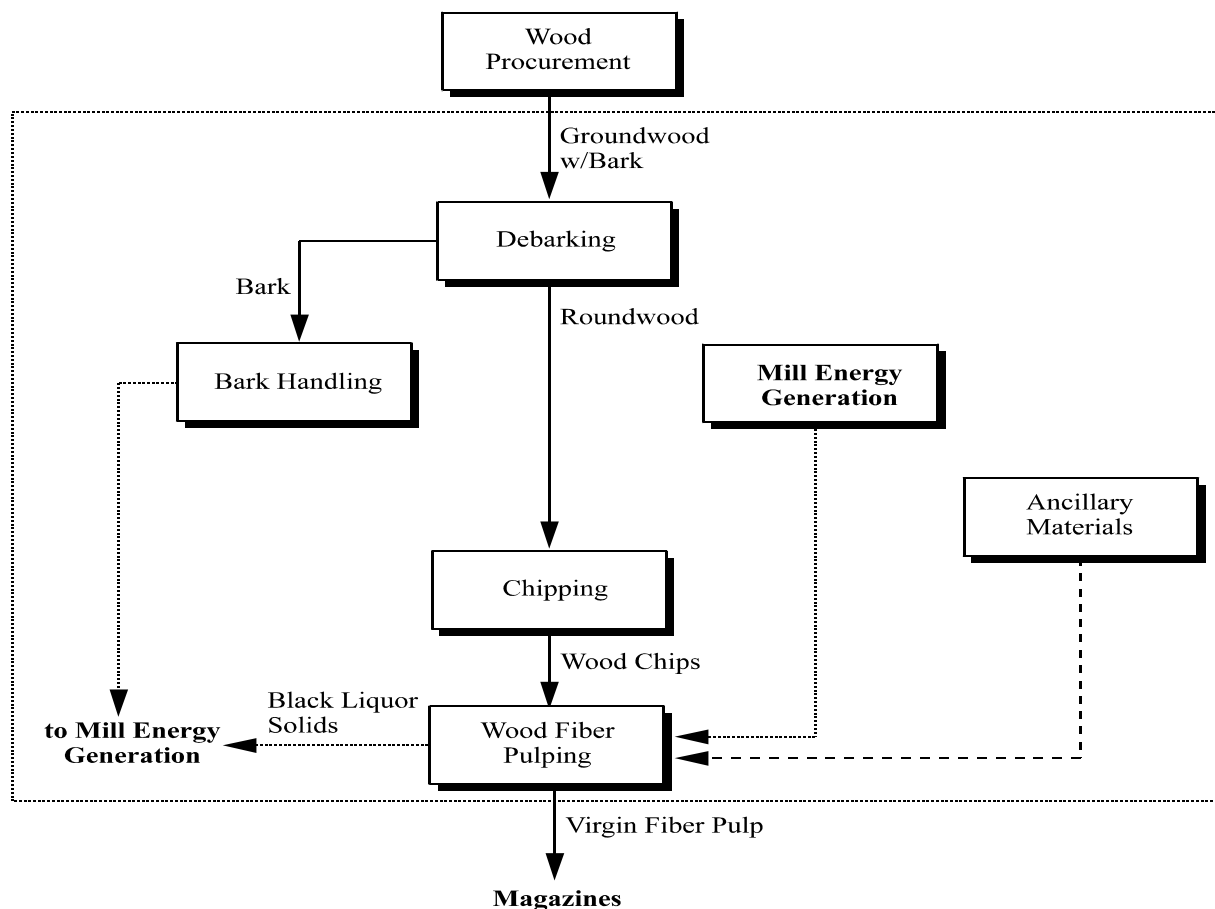 Wood
Procurement
Groundwood
w/Bark
Debarking
Bark
Roundwood
Bark Handling
Mill Energy
Generation
Ancillary
Materials
Chipping
Wood Chips
Black Liquor
Solids
to Mill Energy
Generation
Wood Fiber
Pulping
Virgin Fiber Pulp
Magazines